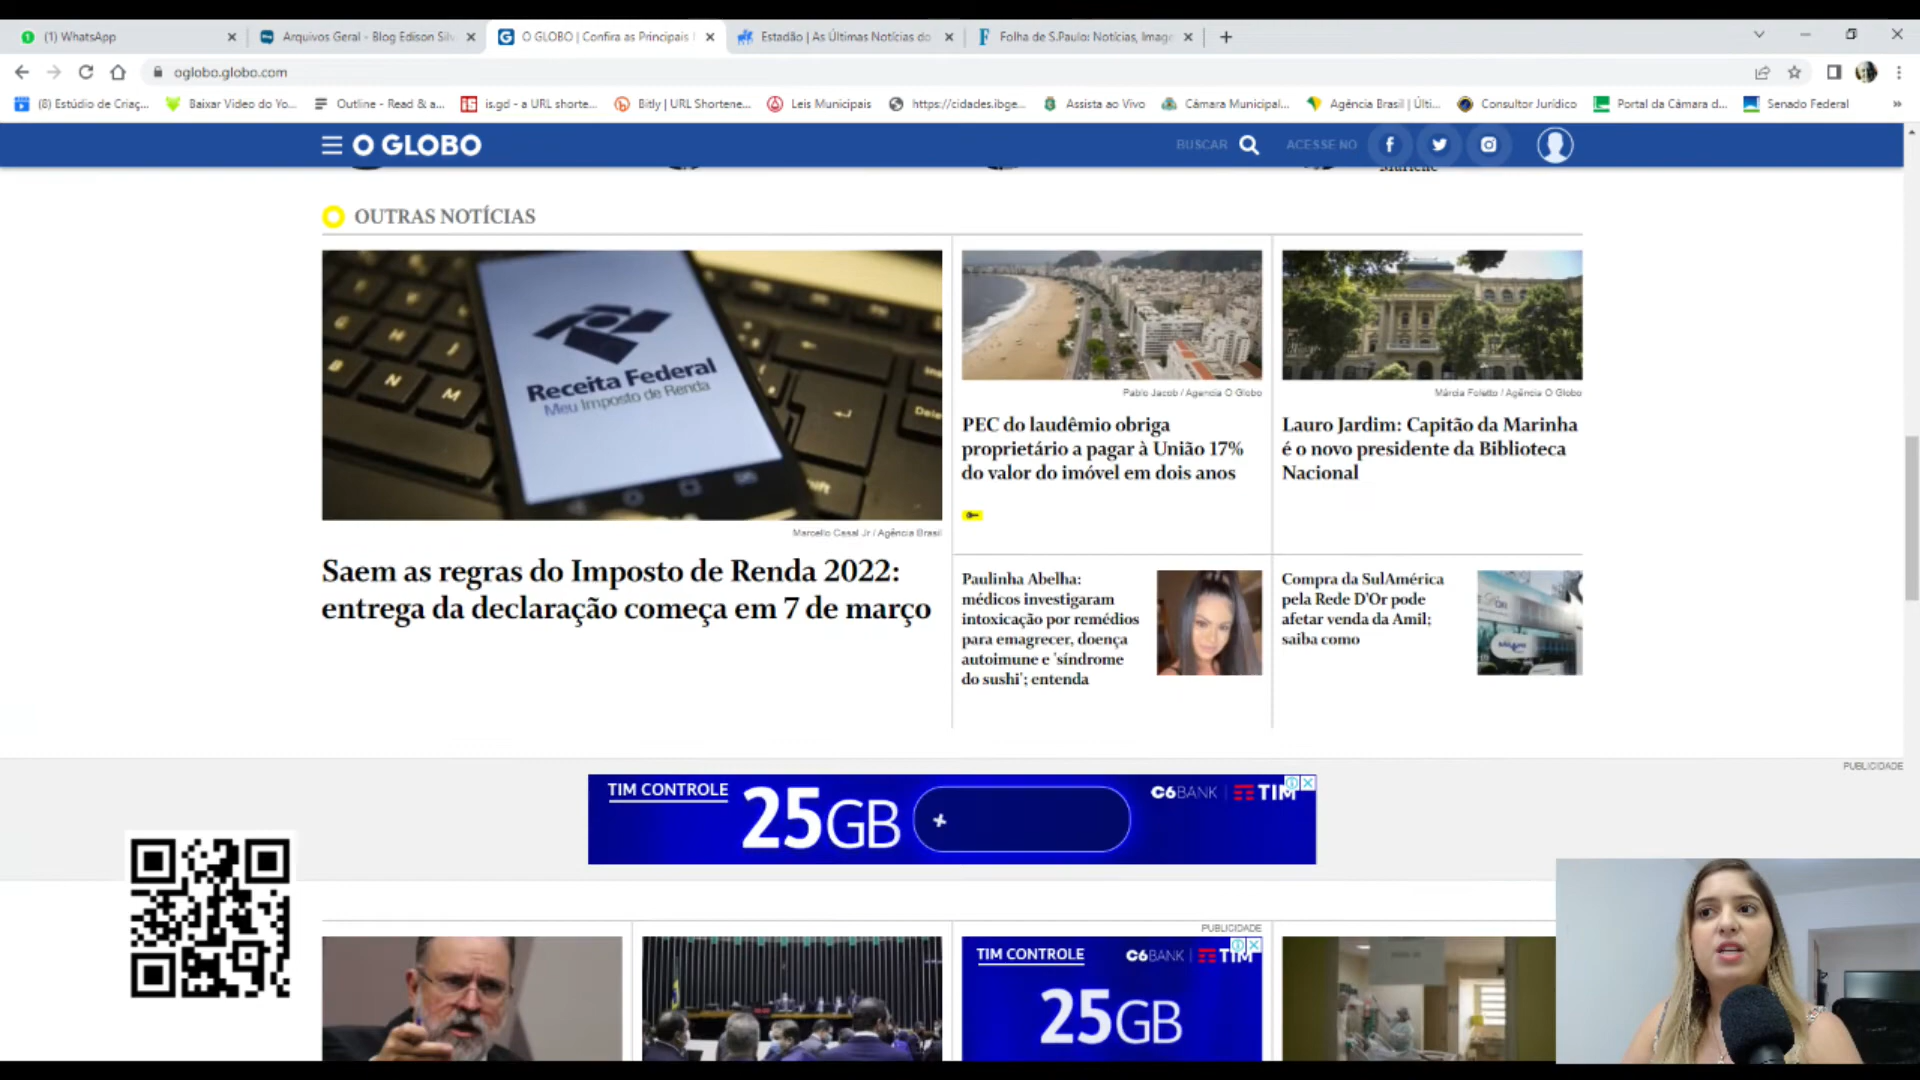 (1) WhatsApp
Arquivos Geral - Blog Edison Silv
O GLOBO | Confira as Principais
Estadão | As Últimas Notícias do
Folha de S.Paulo: Notícias, Image
oglobo.globo.com
(8) Estúdio de Criaç...
Baixar Video do Yo...
Outline - Read & a...
is.gd - a URL shorte...
Bitly | URL Shortene...
Leis Municipais
https://cidades.ibge...
Assista ao Vivo
Câmara Municipal...
Agência Brasil | Últi...
Consultor Jurídico
Portal da Câmara d...
Senado Federal
O GLOBO
BUSCAR
ACESSE NO
OUTRAS NOTÍCIAS
Receita Federal
Meu Imposto de Renda
Marcello Casal Jr / Agência Brasil
Saem as regras do Imposto de Renda 2022:
entrega da declaração começa em 7 de março
Pablo Jacob / Agencia O Globo
PEC do laudêmio obriga
proprietário a pagar à União 17%
do valor do imóvel em dois anos
Márcia Foletto / Agência O Globo
Lauro Jardim: Capitão da Marinha
é o novo presidente da Biblioteca
Nacional
Paulinha Abelha:
médicos investigaram
intoxicação por remédios
para emagrecer, doença
autoimune e 'síndrome
do sushi'; entenda
Compra da SulAmérica
pela Rede D'Or pode
afetar venda da Amil;
saiba como
PUBLICIDADE
TIM CONTROLE
25GB
+
C6BANK | TIM
PUBLICIDADE
TIM CONTROLE
C6BANK | TIM
25GB